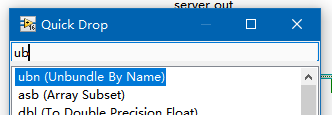 server out
Quick Drop
ub
ubn (Unbundle By Name)
asb (Array Subset)
dbl (To Double Precision Float)